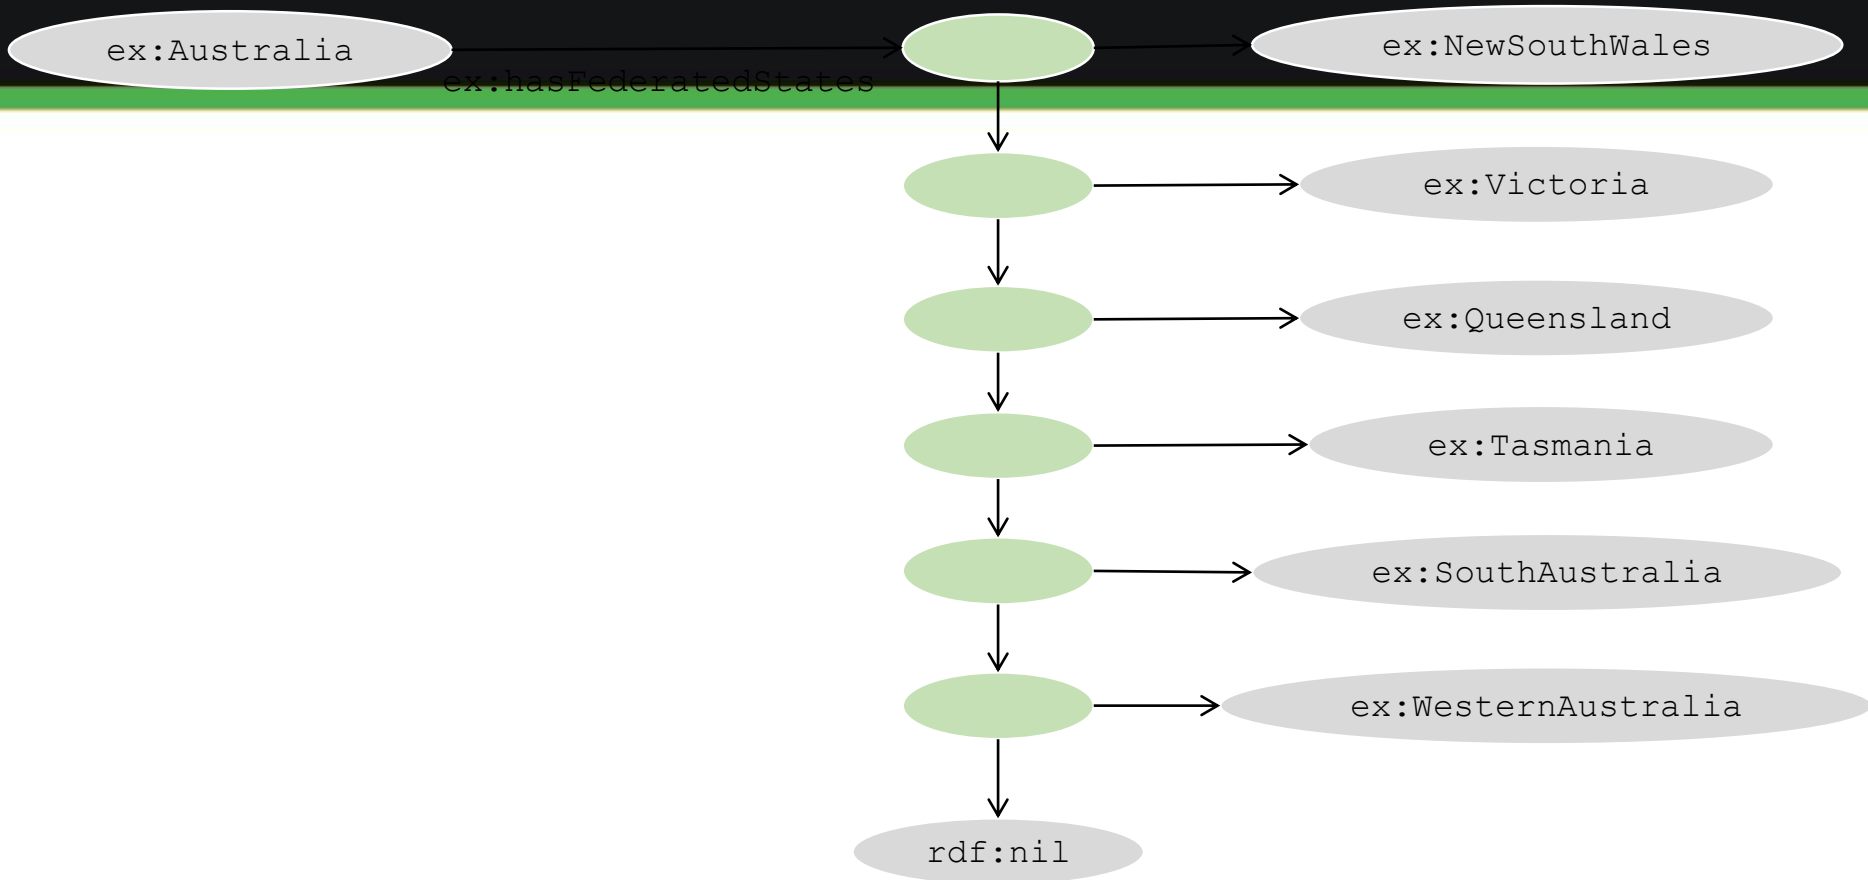 ex:Australia
ex:hasFederatedStates
ex:NewSouthWales
ex:Victoria
ex:Queensland
ex:Tasmania
ex:SouthAustralia
ex:WesternAustralia
rdf:nil